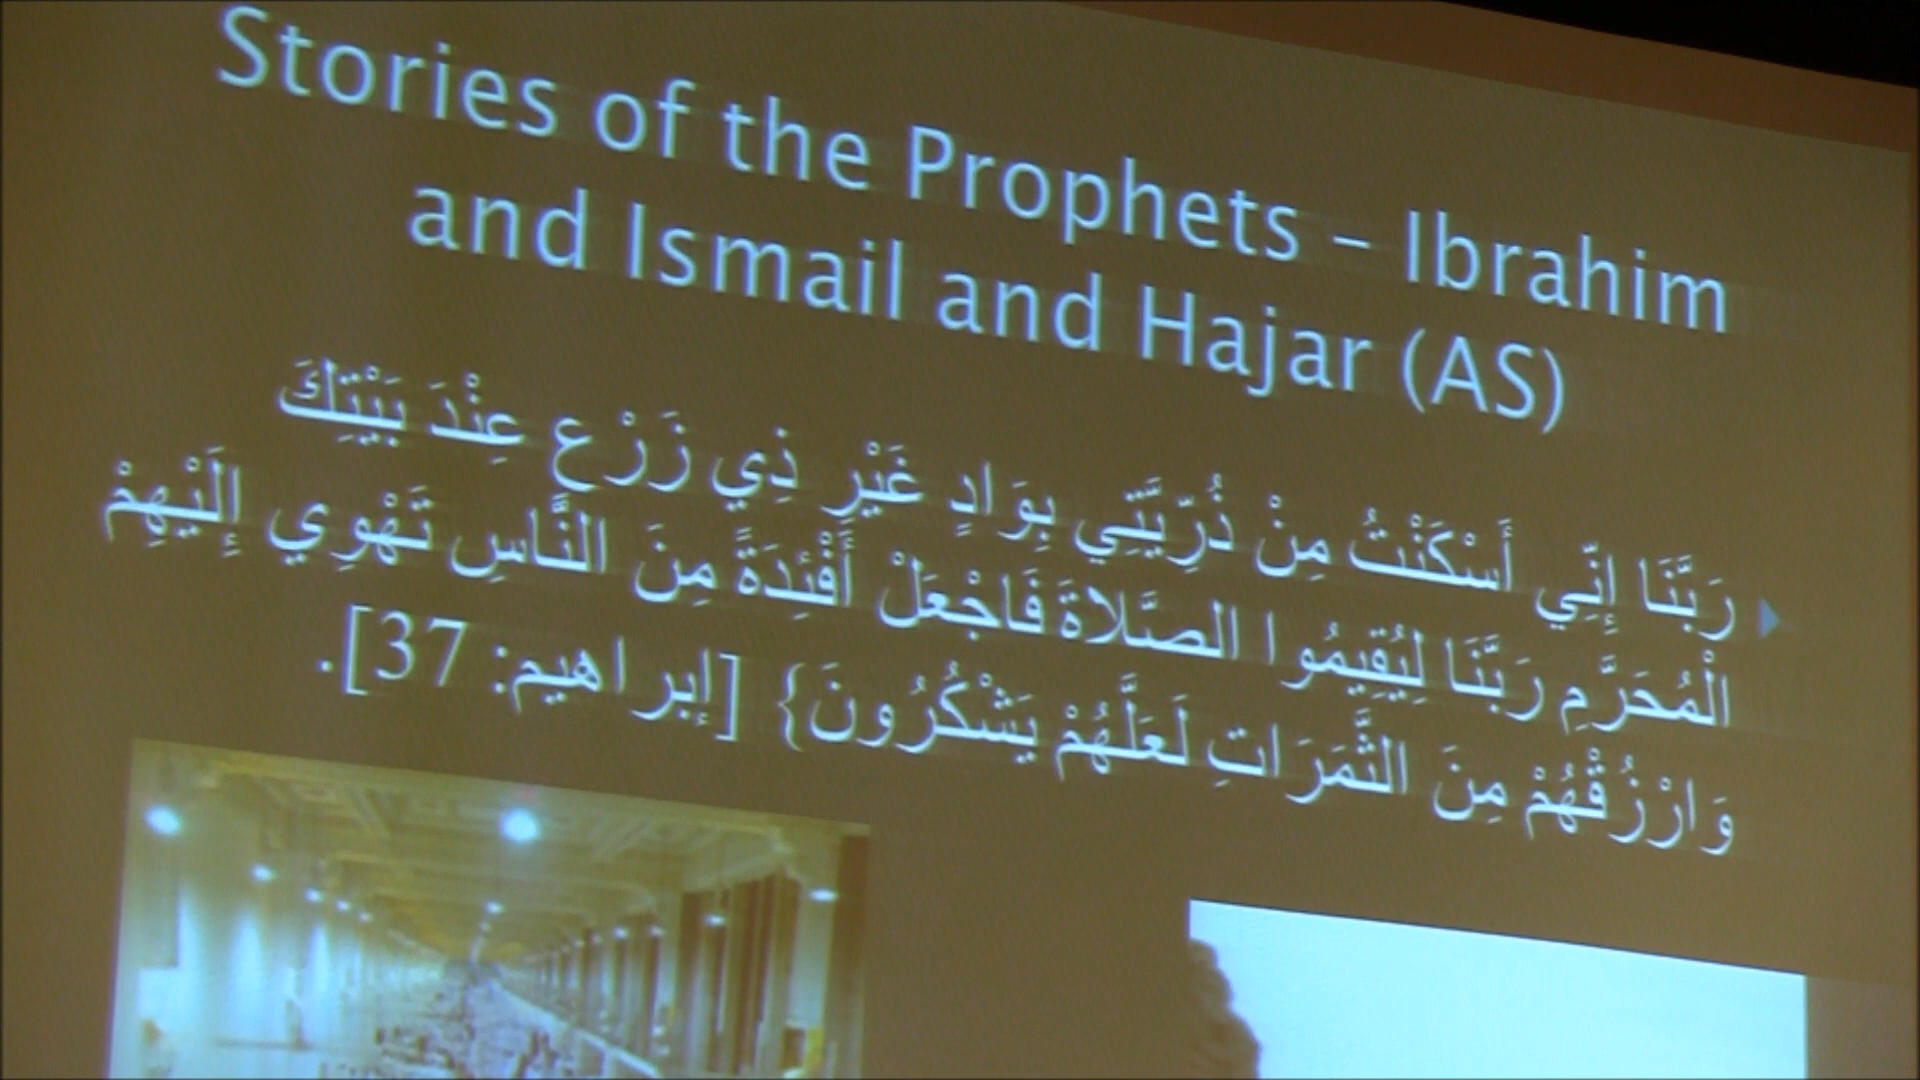 Stories of the Prophets – Ibrahim
and Ismail and Hajar (AS)
رَبَّنَا إِنِّي أَسْكَنْتُ مِنْ ذُرِّيَّتِي بِوَادٍ غَيْرِ ذِي زَرْعٍ عِنْدَ بَيْتِكَ
الْمُحَرَّمِ رَبَّنَا لِيُقِيمُوا الصَّلاةَ فَاجْعَلْ أَفْئِدَةً مِنَ النَّاسِ تَهْوِي إِلَيْهِمْ
وَارْزُقْهُمْ مِنَ الثَّمَرَاتِ لَعَلَّهُمْ يَشْكُرُونَ} [إبراهيم: 37].